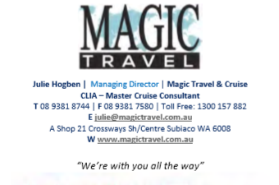 MAGIC
TRAVEL
Julie Hogben | Managing Director | Magic Travel & Cruise
CLIA – Master Cruise Consultant
T 08 9381 8744 | F 08 9381 7580 | Toll Free: 1300 157 882
E julie@magictravel.com.au
A Shop 21 Crossways Sh/Centre Subiaco WA 6008
W www.magictravel.com.au
“We’re with you all the way”